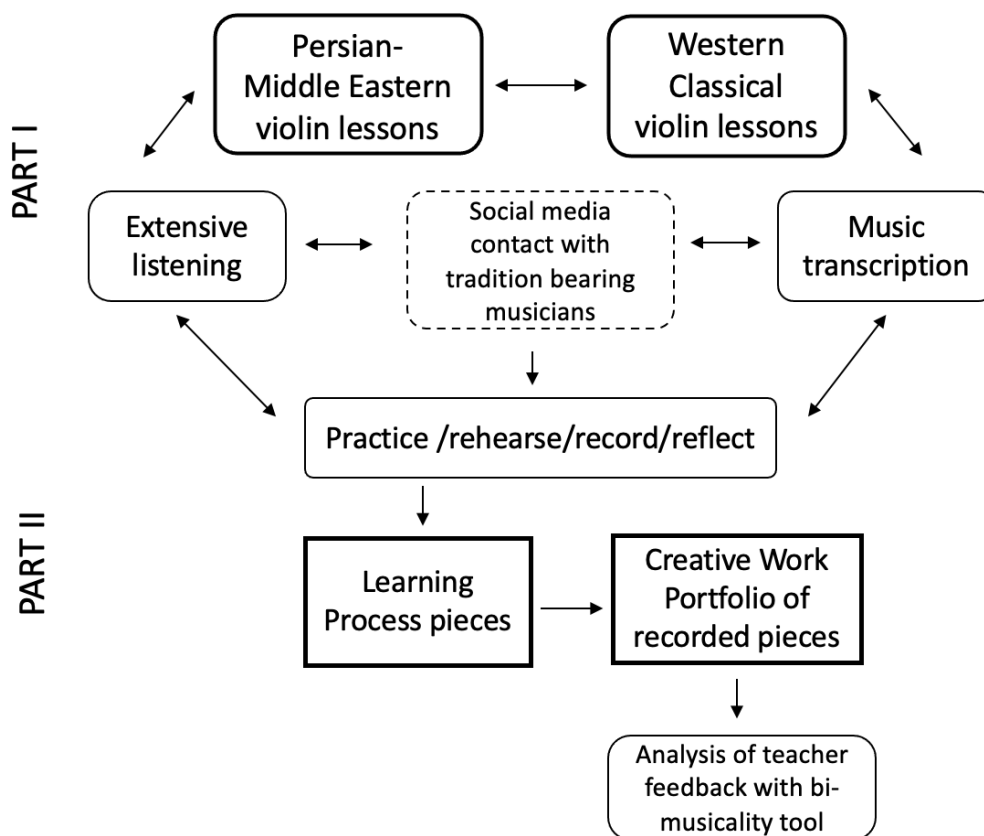 PART I
Persian-
Middle Eastern
violin lessons
Western
Classical
violin lessons
Extensive
listening
Social media
contact with
tradition bearing
musicians
Music
transcription
Practice /rehearse/record/reflect
PART II
Learning
Process pieces
Creative Work
Portfolio of
recorded pieces
Analysis of teacher
feedback with bi-
musicality tool